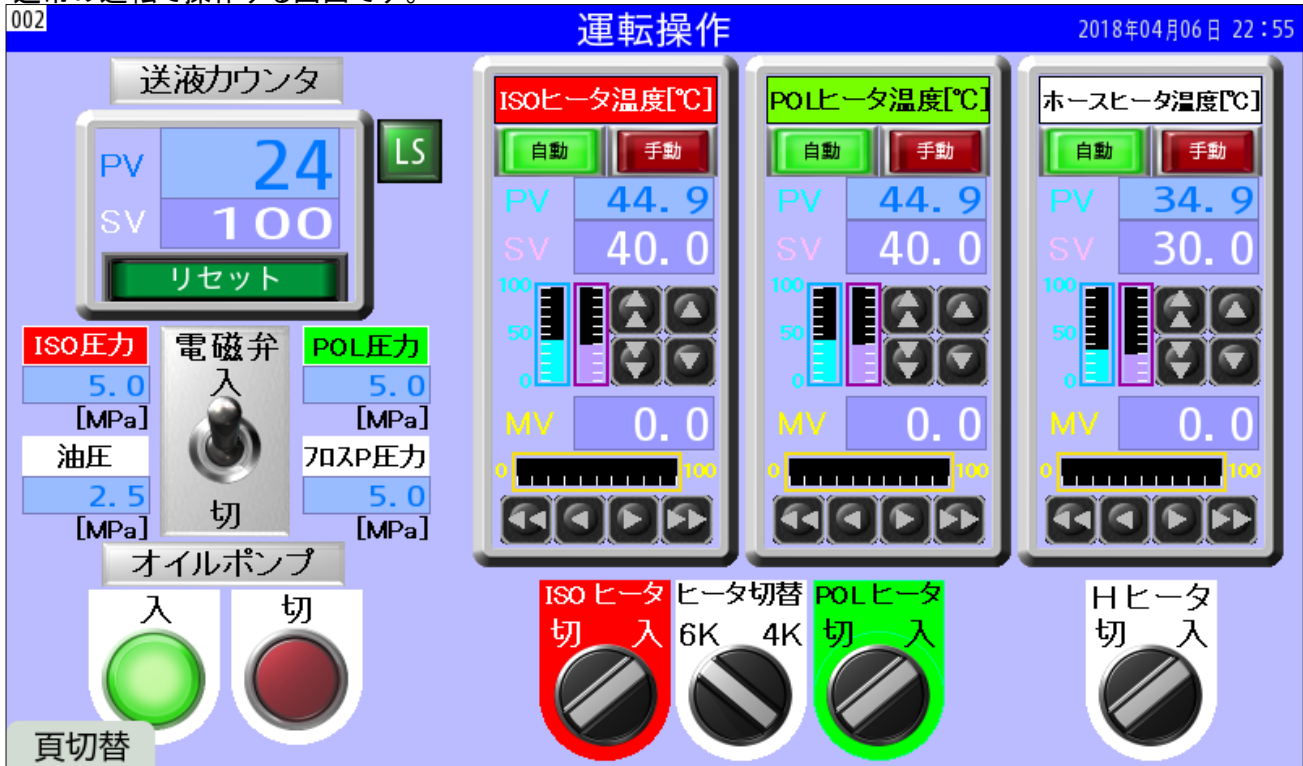 002
運転操作
2018年04月06日 22:55
送液カウンタ
PV 24
SV 100
リセット
LS
ISO圧力
5.0
[MPa]
油圧
2.5
[MPa]
電磁弁
入
切
POL圧力
5.0
[MPa]
フロスP圧力
5.0
[MPa]
オイルポンプ
入 切
頁切替
ISOヒータ温度[℃]
自動 手動
PV 44.9
SV 40.0
100
50
0
MV 0.0
0 100
POLヒータ温度[℃]
自動 手動
PV 44.9
SV 40.0
100
50
0
MV 0.0
0 100
ホースヒータ温度[℃]
自動 手動
PV 34.9
SV 30.0
100
50
0
MV 0.0
0 100
ISO ヒータ
切 入
ヒータ切替
6K 4K
POLヒータ
切 入
Hヒータ
切 入